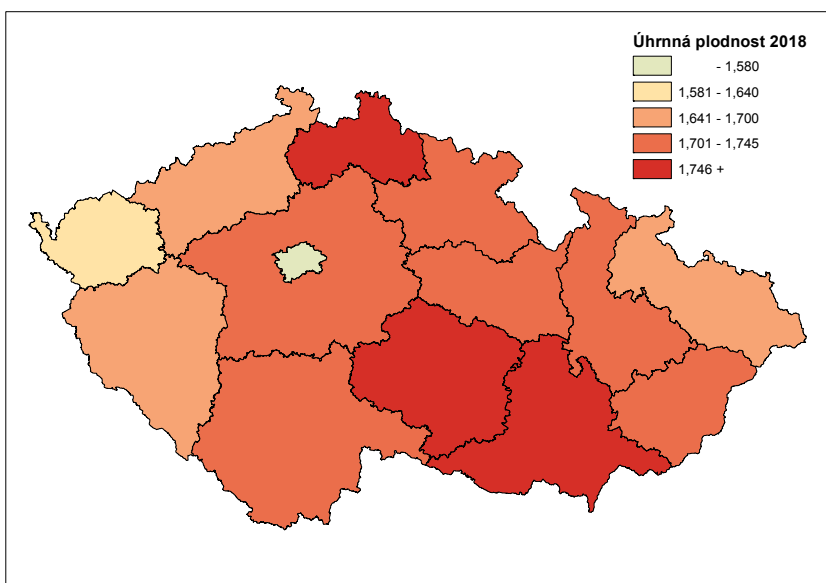 Úhrnná plodnost 2018
- 1,580
1,581 - 1,640
1,641 - 1,700
1,701 - 1,745
1,746 +